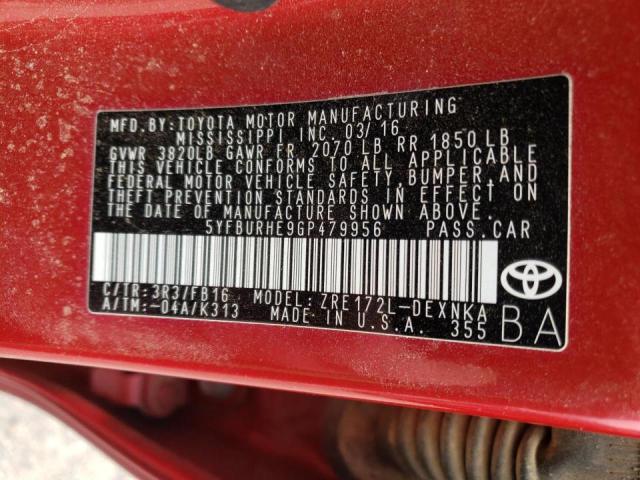 MFD.BY:TOYOTA MOTOR MANUFACTURING
MISSISSIPPI INC. 03/16
GVWR 3820LB GAWR FR 2070 LB RR 1850 LB
THIS VEHICLE CONFORMS TO ALL APPLICABLE
FEDERAL MOTOR VEHICLE SAFETY, BUMPER, AND
THEFT PREVENTION STANDARDS IN EFFECT ON
THE DATE OF MANUFACTURE SHOWN ABOVE.
5YFBURHE9GP479956 PASS.CAR
C/TR:3R3/FB16 MODEL:ZRE172L-DEXNKA
A/TM:-04A/K313 MADE IN U.S.A. 355
BA